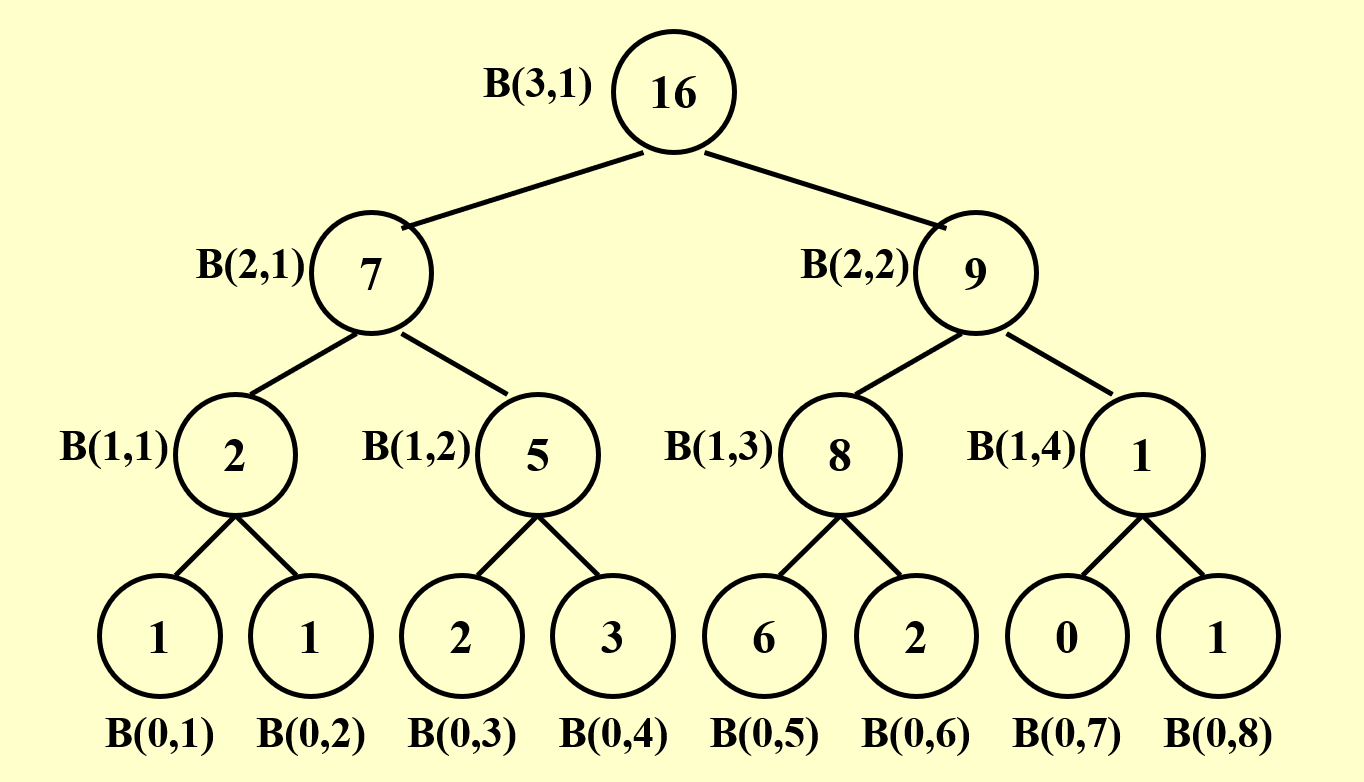 B(3,1) 16
B(2,1) 7 B(2,2) 9
B(1,1) 2 B(1,2) 5 B(1,3) 8 B(1,4) 1
1 1 2 3 6 2 0 1
B(0,1) B(0,2) B(0,3) B(0,4) B(0,5) B(0,6) B(0,7) B(0,8)